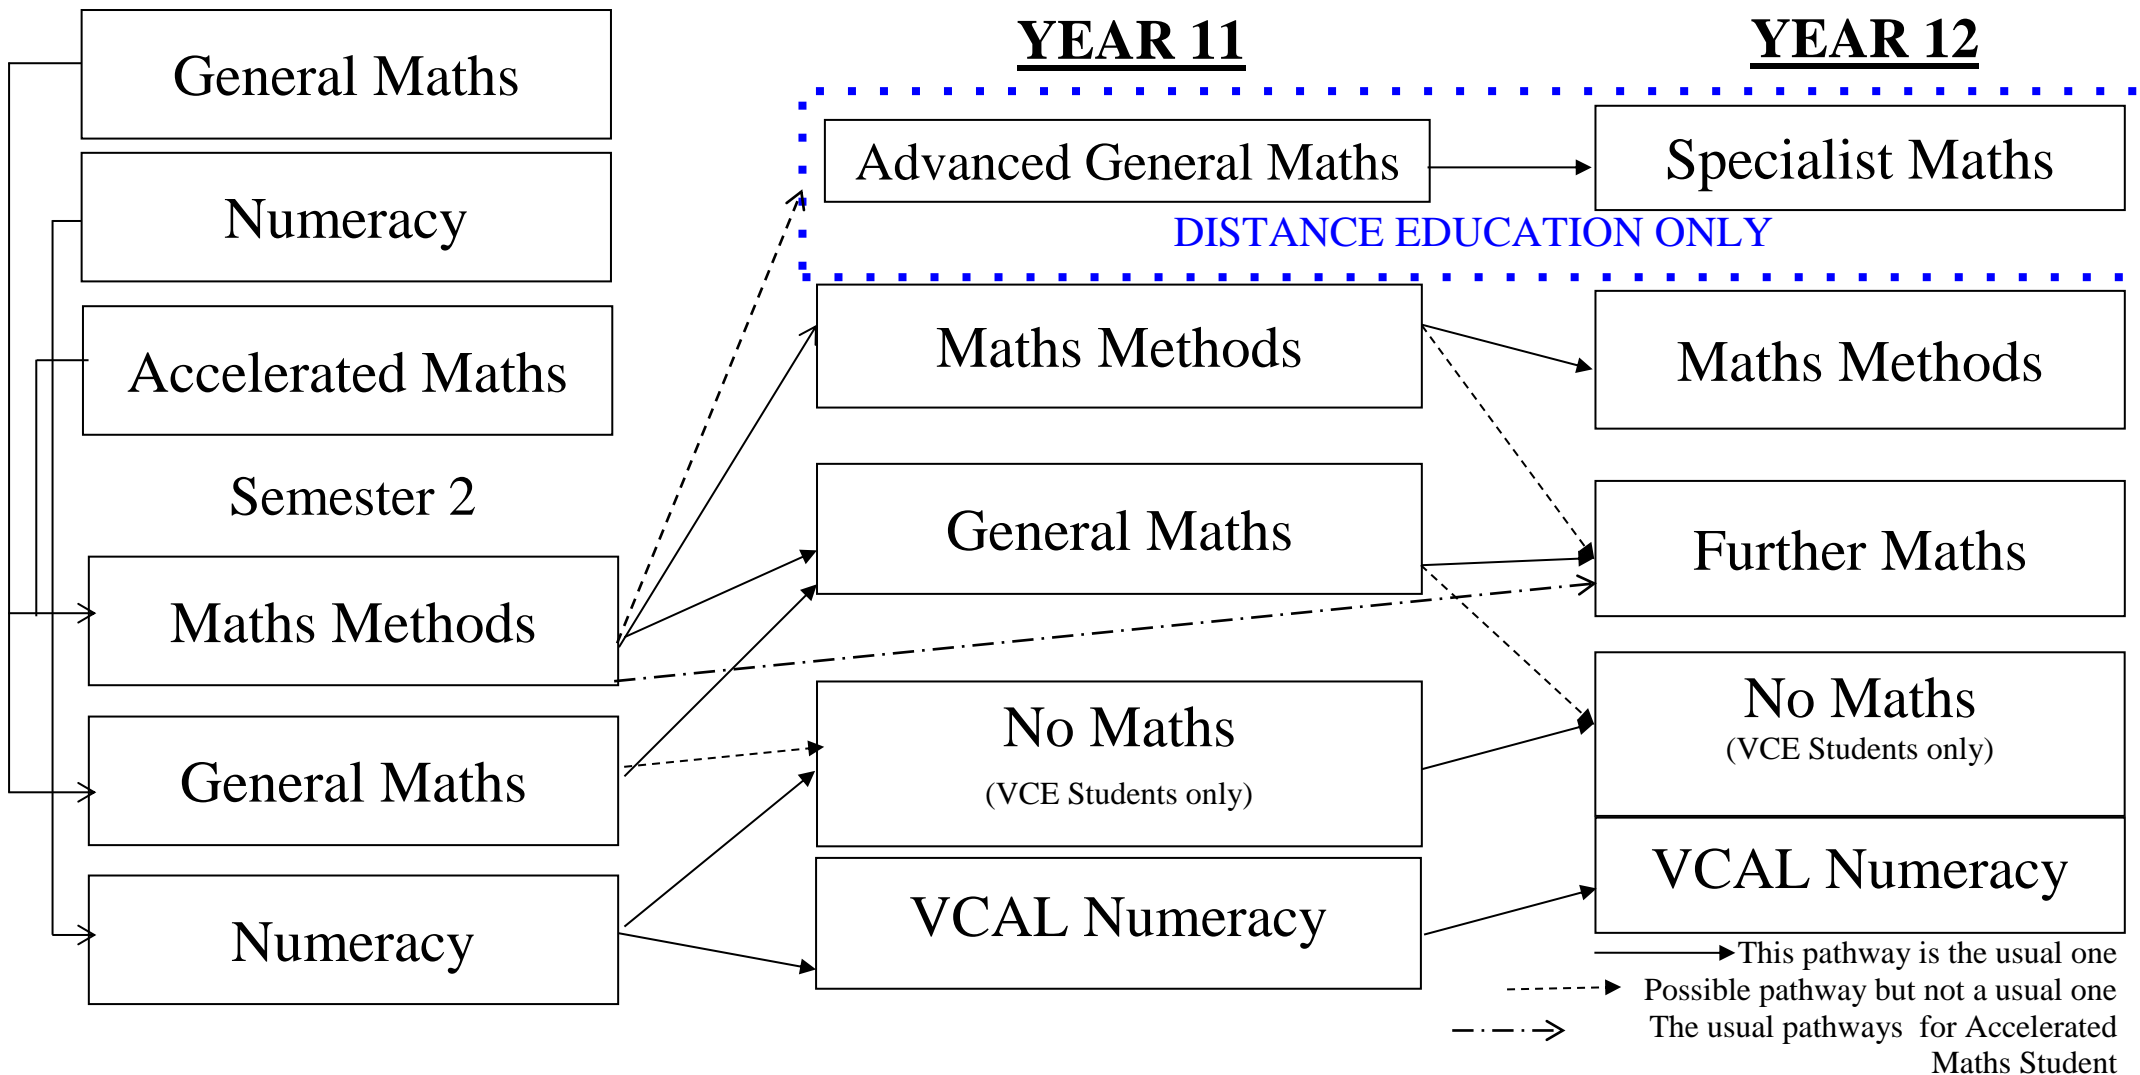 General Maths
Numeracy
Accelerated Maths
Semester 2
Maths Methods
General Maths
Numeracy
YEAR 11
Advanced General Maths
DISTANCE EDUCATION ONLY
Maths Methods
General Maths
No Maths
(VCE Students only)
VCAL Numeracy
YEAR 12
Specialist Maths
Maths Methods
Further Maths
No Maths
(VCE Students only)
VCAL Numeracy
This pathway is the usual one
Possible pathway but not a usual one
The usual pathways for Accelerated
Maths Student